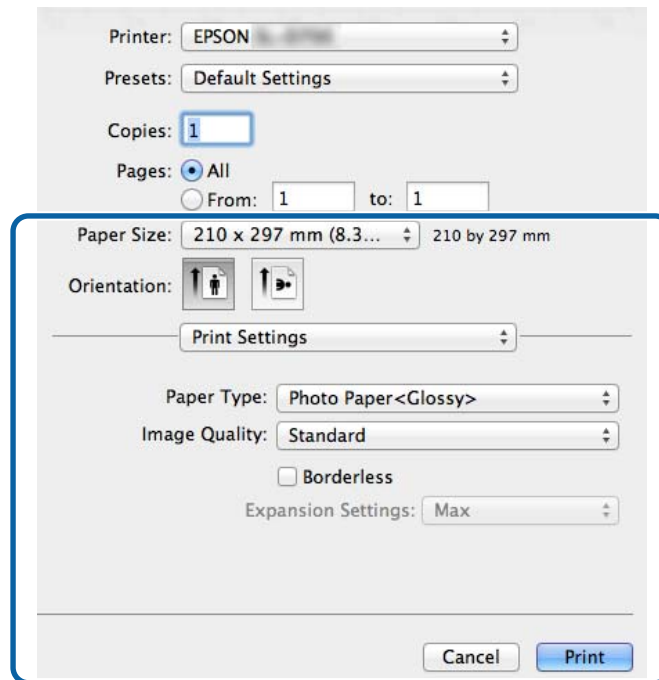 Printer: EPSON
Presets: Default Settings
Copies: 1
Pages: All
From: 1 to: 1
Paper Size: 210 x 297 mm (8.3... 210 by 297 mm
Orientation:
Print Settings
Paper Type: Photo Paper<Glossy>
Image Quality: Standard
Borderless
Expansion Settings: Max
Cancel Print